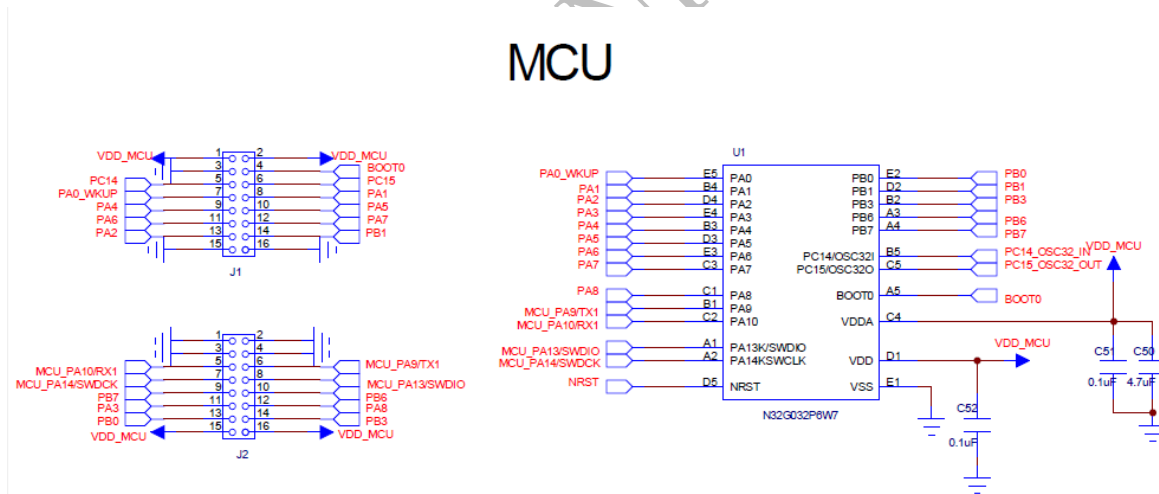 MCU
VDD_MCU 1 2 VDD_MCU
3 4 BOOT0
PC14 5 6 PC15
PA0_WKUP 7 8 PA1
PA4 9 10 PA5
PA6 11 12 PA7
PA2 13 14 PB1
15 16
J1
1 2
3 4
MCU_PA10/RX1 5 6 MCU_PA9/TX1
MCU_PA14/SWDCK 7 8 MCU_PA13/SWDIO
PB7 9 10 PB6
PA3 11 12 PA8
PB0 13 14 PB3
VDD_MCU 15 16 VDD_MCU
J2
U1
PA0_WKUP E5 PA0 PB0 E2 PB0
PA1 B4 PA1 PB1 D2 PB1
PA2 D4 PA2 PB3 B2 PB3
PA3 E4 PA3 PB6 A3 PB6
PA4 B3 PA4 PB7 A4 PB7
PA5 D3 PA5
PA6 E3 PA6 PC14/OSC32I B5 PC14_OSC32_IN
PA7 C3 PA7 PC15/OSC32O C5 PC15_OSC32_OUT
VDD_MCU
PA8 C1 PA8 BOOT0 A5 BOOT0
MCU_PA9/TX1 B1 PA9
MCU_PA10/RX1 C2 PA10 VDDA C4
MCU_PA13/SWDIO A1 PA13K/SWDIO
MCU_PA14/SWDCK A2 PA14KSWCLK VDD D1 VDD_MCU
NRST D5 NRST VSS E1
N32G032P6W7
C51 C50
0.1uF 4.7uF
C52
0.1uF